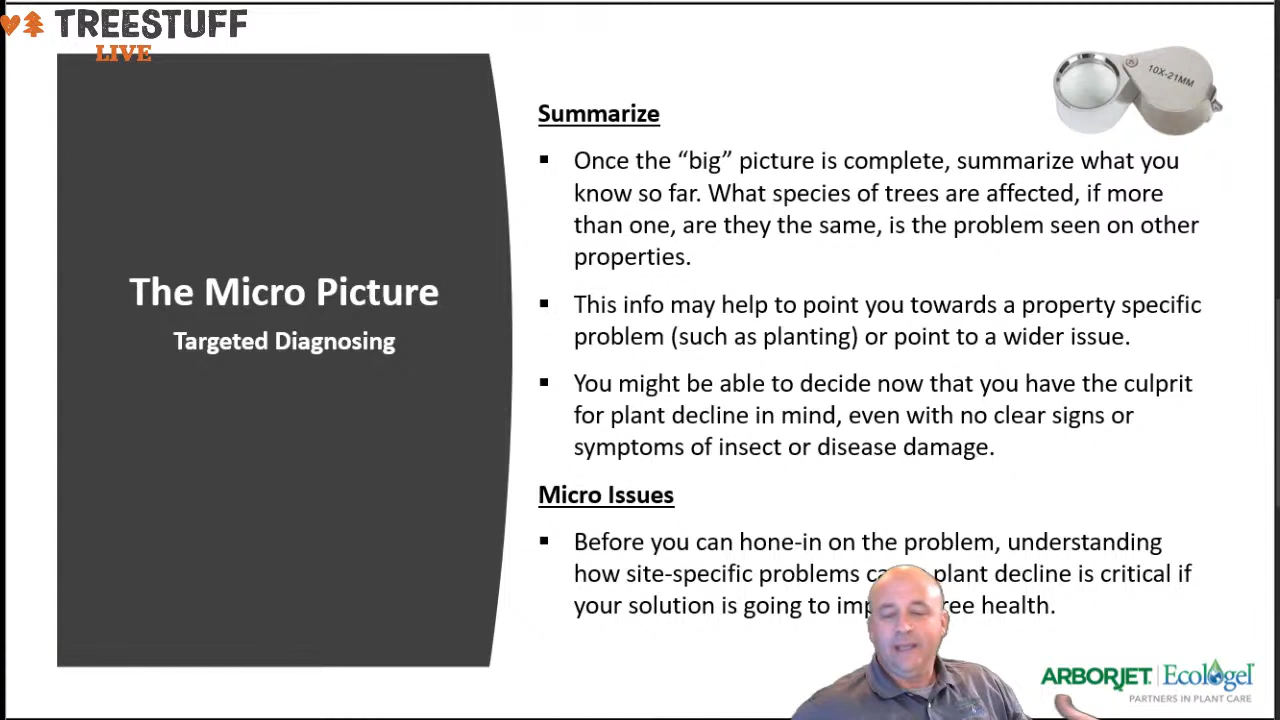 TREESTUFF
LIVE
10X-21MM
The Micro Picture
Targeted Diagnosing
Summarize
Once the “big” picture is complete, summarize what you
know so far. What species of trees are affected, if more
than one, are they the same, is the problem seen on other
properties.
This info may help to point you towards a property specific
problem (such as planting) or point to a wider issue.
You might be able to decide now that you have the culprit
for plant decline in mind, even with no clear signs or
symptoms of insect or disease damage.
Micro Issues
Before you can hone-in on the problem, understanding
how site-specific problems plant decline is critical if
your solution is going to health.
ARBORJET Ecologel
PARTNERS IN PLANT CARE